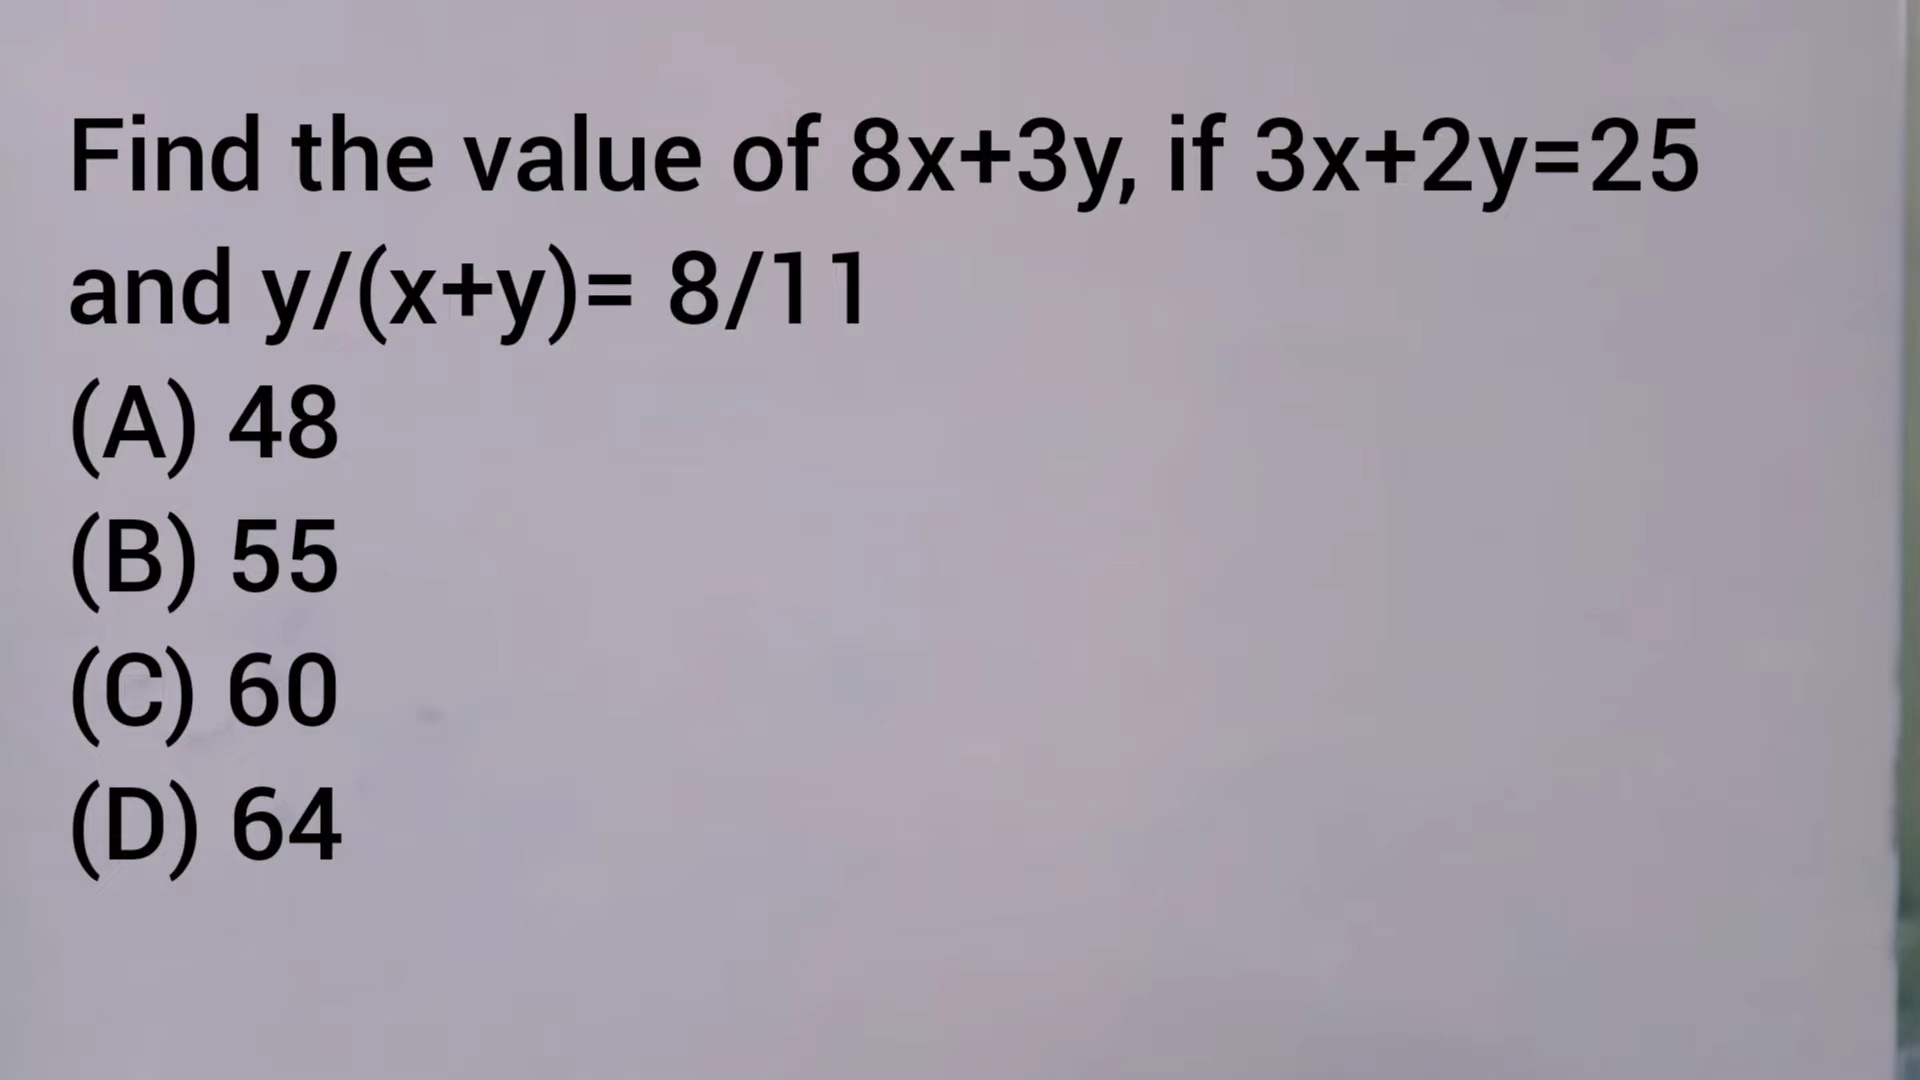 Find the value of 8x+3y, if 3x+2y=25
and y/(x+y)= 8/11
(A) 48
(B) 55
(C) 60
(D) 64